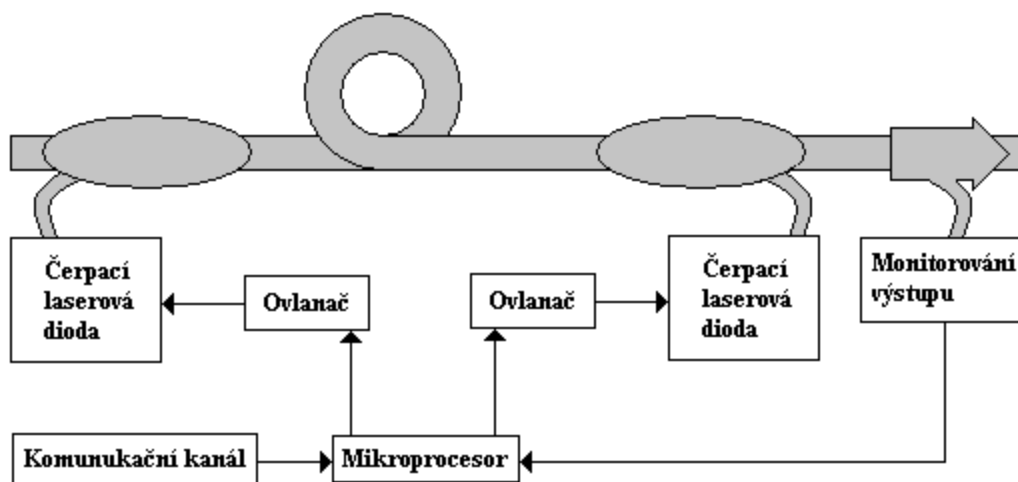 Čerpací
laserová
dioda
Ovlanač
Ovlanač
Čerpací
laserová
dioda
Monitorování
výstupu
Komunukační kanál
Mikroprocesor